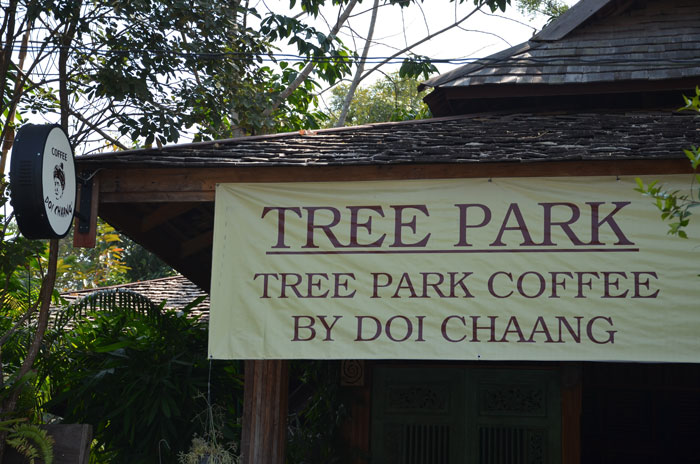 COFFEE
DOI CHAANG
TREE PARK
TREE PARK COFFEE
BY DOI CHAANG